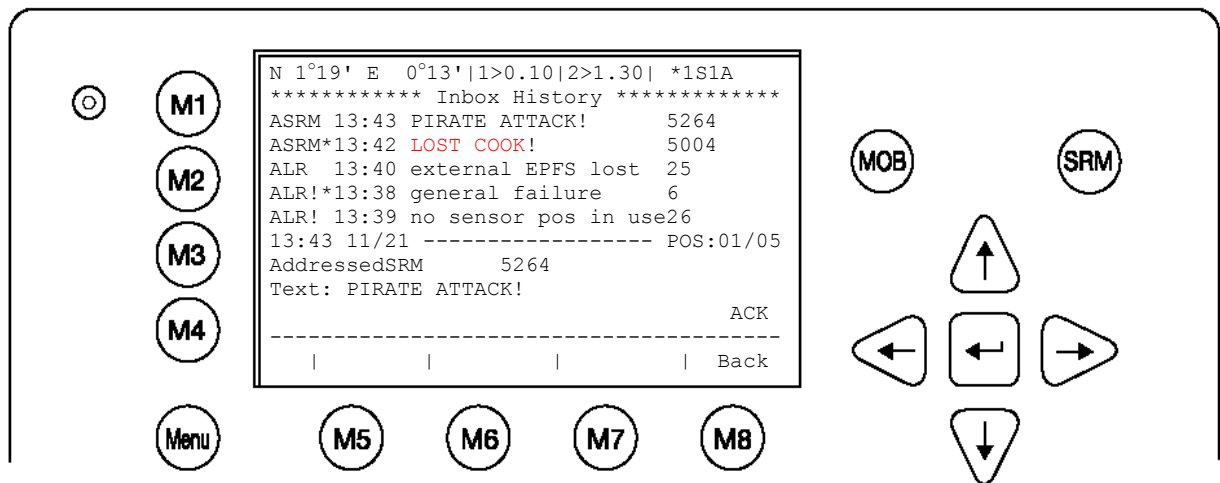 N 1°19' E 0°13'|1>0.10|2>1.30| *1S1A
************ Inbox History *************
ASRM 13:43 PIRATE ATTACK! 5264
ASRM*13:42 LOST COOK! 5004
ALR 13:40 external EPFS lost 25
ALR!*13:38 general failure 6
ALR! 13:39 no sensor pos in use26
13:43 11/21 ------------------ POS:01/05
AddressedSRM 5264
Text: PIRATE ATTACK!
ACK
----------------------------------------
| | | | Back
M1
M2
M3
M4
Menu
M5 M6 M7 M8
MOB SRM